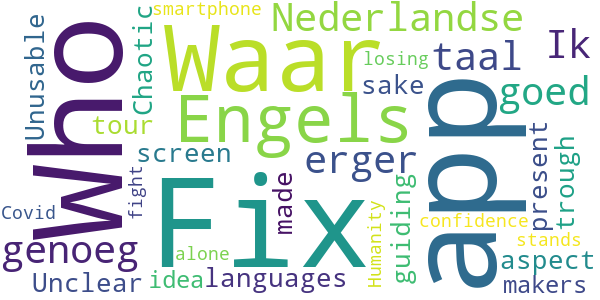 smartphone
Nederlandse
Who
Unusable
Chaotic
Waar
losing
taal
Ik
sake
goed
app
tour
Engels
screen
erger
present
trough
fight
made
Fix
guiding
Humanity
confidence
Covid
stands
genoeg
alone
aspect
Unclear
idea
languages
makers